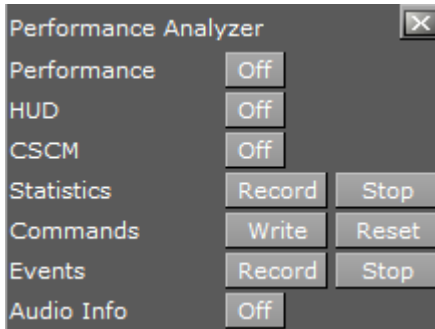 Performance Analyzer
Performance Off
HUD Off
CSCM Off
Statistics Record Stop
Commands Write Reset
Events Record Stop
Audio Info Off